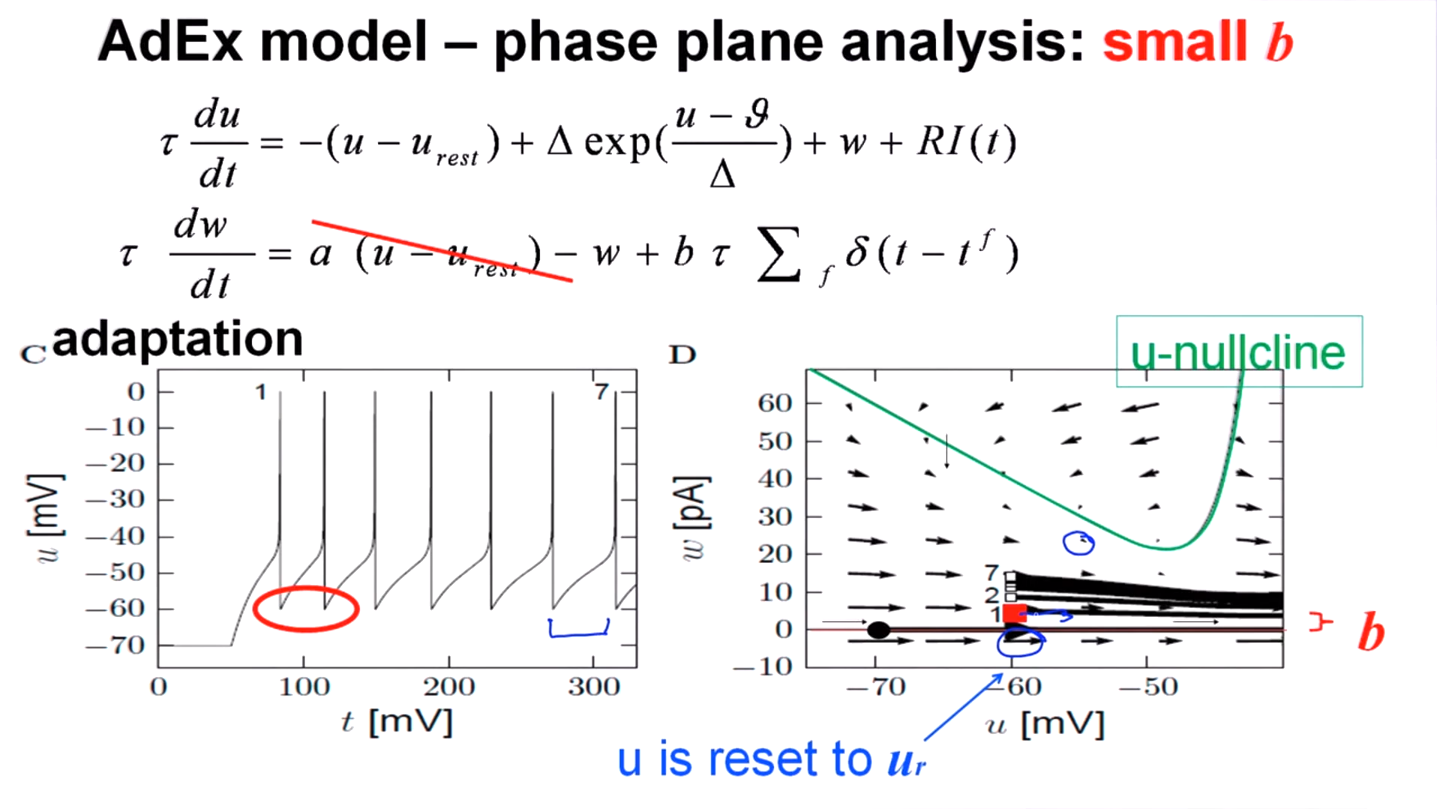 AdEx model – phase plane analysis: small b
τ du/dt = −(u − u_rest) + Δ exp((u − ϑ)/Δ) + w + RI(t)
τ dw/dt = a (u − u_rest) − w + b τ ∑_f δ(t − t^f)
adaptation
C
1
7
0
−10
−20
−30
−40
−50
−60
−70
u [mV]
0 100 200 300
t [mV]
D
u-nullcline
60
50
40
30
20
10
0
−10
w [pA]
7
2
1
b
−70 −60 −50
u [mV]
u is reset to ur